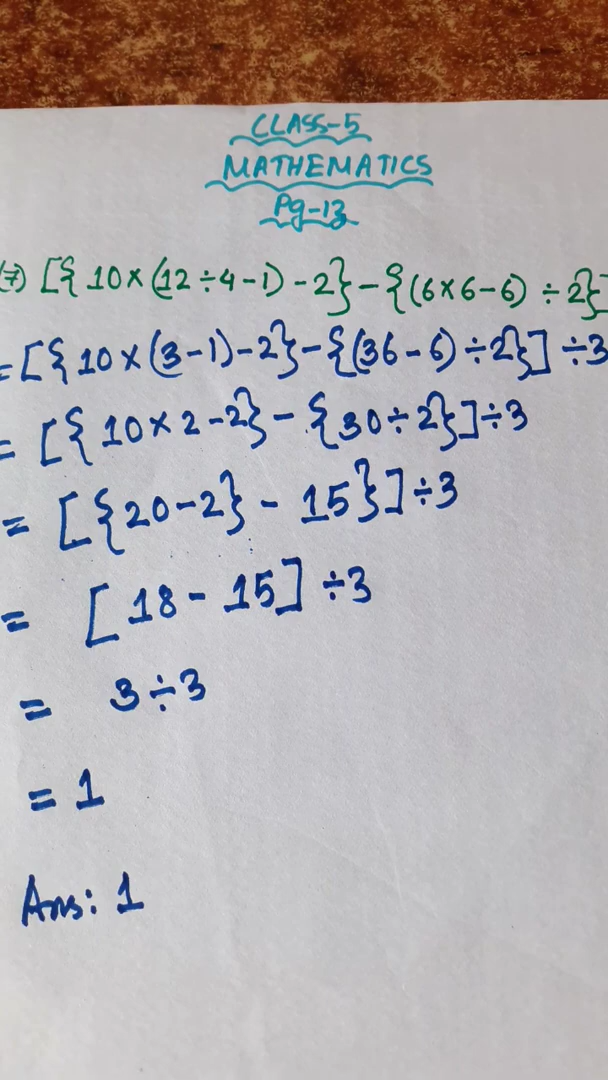 CLASS-5
MATHEMATICS
Pg-13
(7) [{10×(12÷4-1)-2}-{(6×6-6)÷2}]
=[{10×(3-1)-2}-{(36-6)÷2}]÷3
= [{10×2-2}-{30÷2}]÷3
= [{20-2}- 15}]÷3
= [18-15]÷3
= 3÷3
= 1
Ans: 1